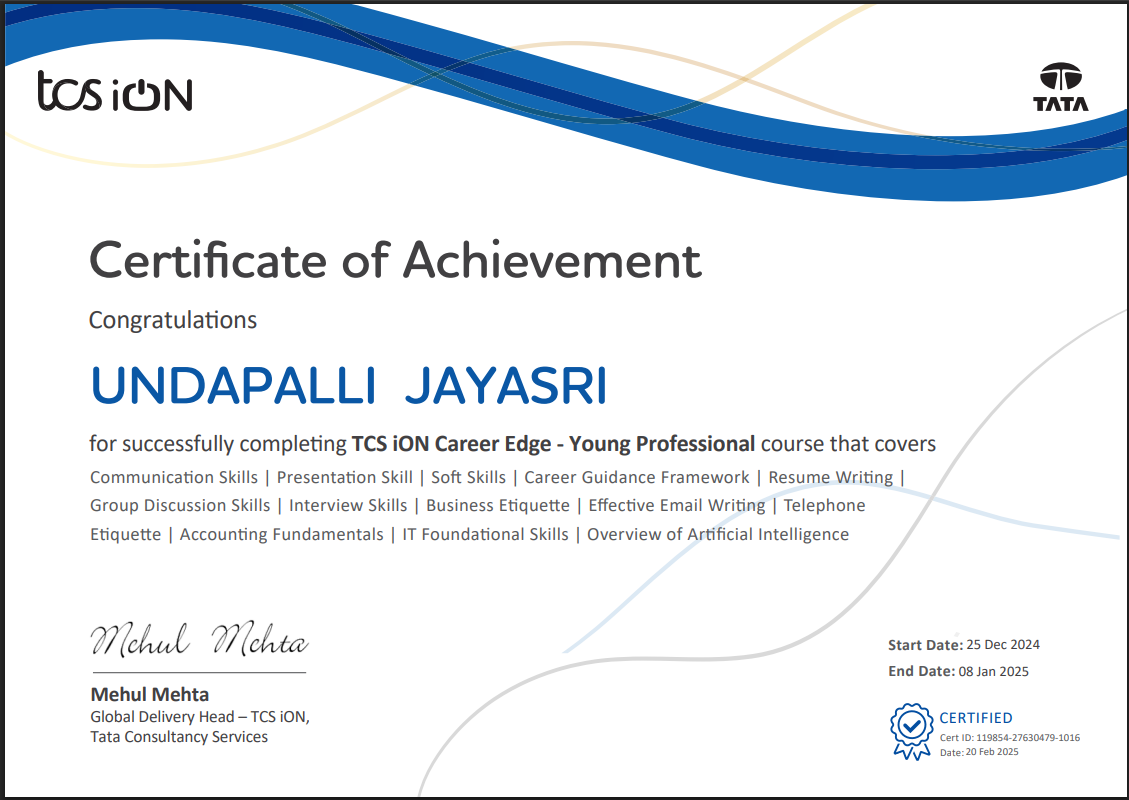 tcs iON
TATA
Certificate of Achievement
Congratulations
UNDAPALLI JAYASRI
for successfully completing TCS iON Career Edge - Young Professional course that covers
Communication Skills | Presentation Skill | Soft Skills | Career Guidance Framework | Resume Writing |
Group Discussion Skills | Interview Skills | Business Etiquette | Effective Email Writing | Telephone
Etiquette | Accounting Fundamentals | IT Foundational Skills | Overview of Artificial Intelligence
Mehul Mehta
Mehul Mehta
Global Delivery Head – TCS iON,
Tata Consultancy Services
Start Date: 25 Dec 2024
End Date: 08 Jan 2025
CERTIFIED
Cert ID: 119854-27630479-1016
Date: 20 Feb 2025